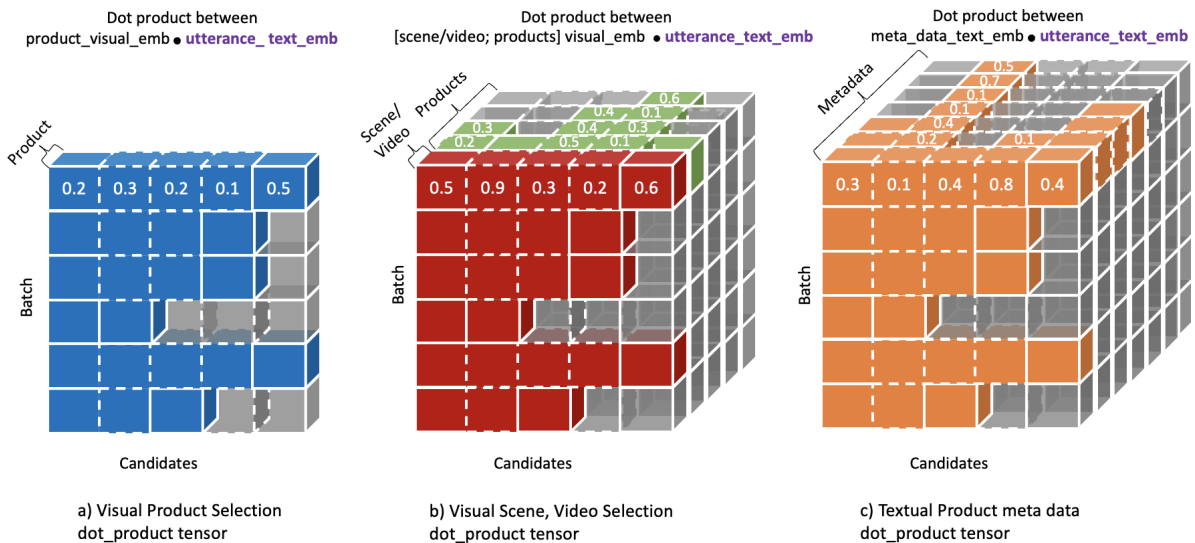 Dot product between
product_visual_emb • utterance_ text_emb
Product
0.2 0.3 0.2 0.1 0.5
Batch
Candidates
a) Visual Product Selection
dot_product tensor
Dot product between
[scene/video; products] visual_emb • utterance_text_emb
Scene/
Video
Products
0.6
0.4 0.1
0.3 0.4 0.3
0.2 0.5 0.1
0.5 0.9 0.3 0.2 0.6
Batch
Candidates
b) Visual Scene, Video Selection
dot_product tensor
Dot product between
meta_data_text_emb • utterance_text_emb
Metadata
0.5
0.7
0.1
0.1
0.4
0.2 0.1
0.3 0.1 0.4 0.8 0.4
Batch
Candidates
c) Textual Product meta data
dot_product tensor